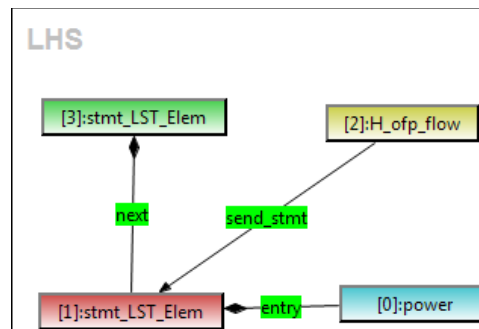 LHS
[3]:stmt_LST_Elem
[2]:H_ofp_flow
next
send_stmt
[1]:stmt_LST_Elem
entry
[0]:power